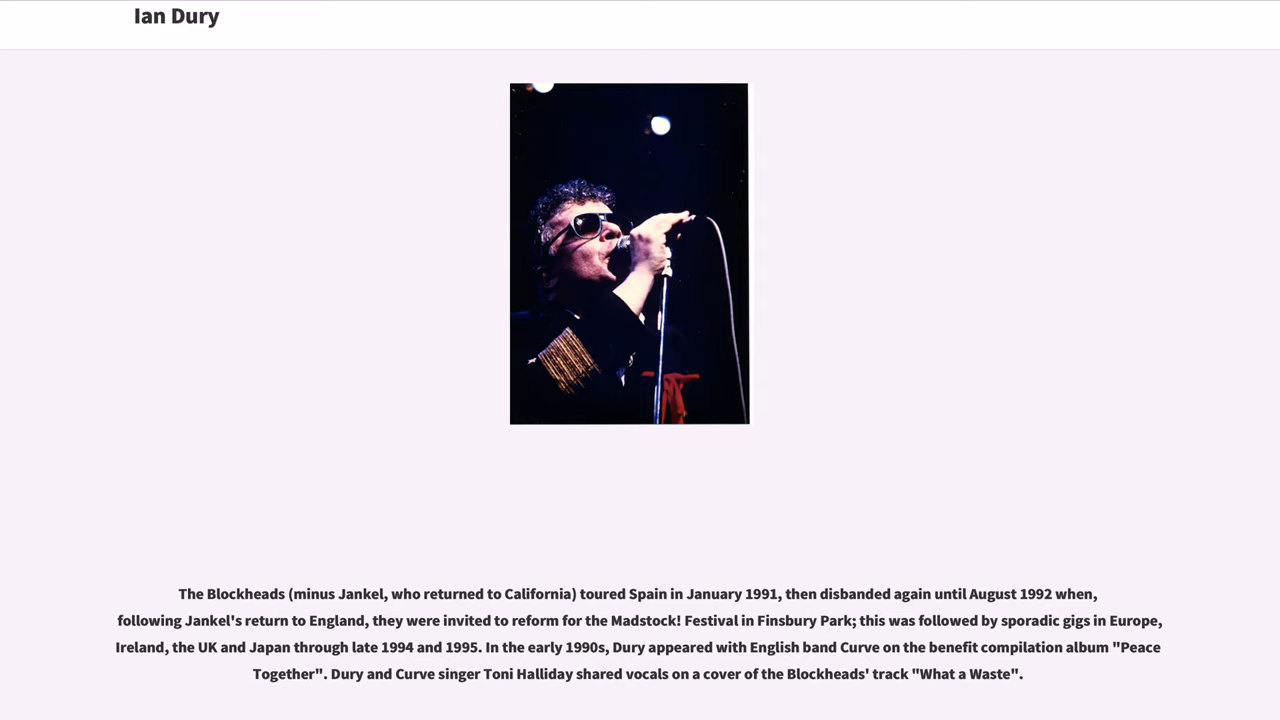 Ian Dury
The Blockheads (minus Jankel, who returned to California) toured Spain in January 1991, then disbanded again until August 1992 when,
following Jankel's return to England, they were invited to reform for the Madstock! Festival in Finsbury Park; this was followed by sporadic gigs in Europe,
Ireland, the UK and Japan through late 1994 and 1995. In the early 1990s, Dury appeared with English band Curve on the benefit compilation album "Peace
Together". Dury and Curve singer Toni Halliday shared vocals on a cover of the Blockheads' track "What a Waste".